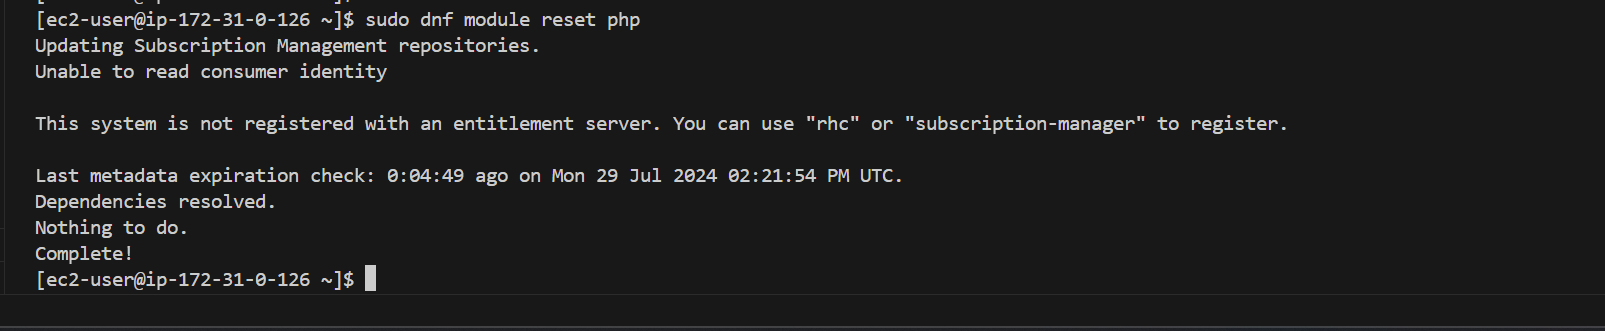 [ec2-user@ip-172-31-0-126 ~]$ sudo dnf module reset php
Updating Subscription Management repositories.
Unable to read consumer identity
This system is not registered with an entitlement server. You can use "rhc" or "subscription-manager" to register.
Last metadata expiration check: 0:04:49 ago on Mon 29 Jul 2024 02:21:54 PM UTC.
Dependencies resolved.
Nothing to do.
Complete!
[ec2-user@ip-172-31-0-126 ~]$